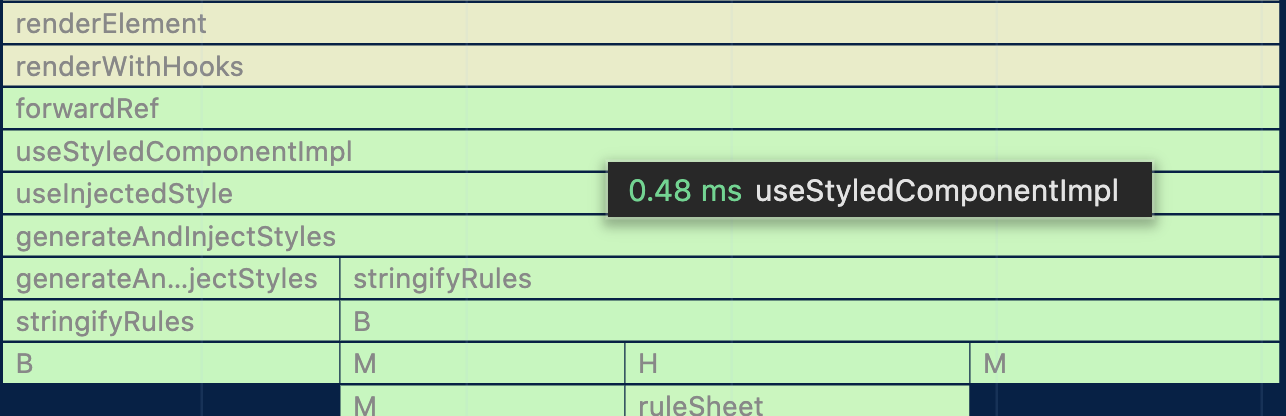 renderElement
renderWithHooks
forwardRef
useStyledComponentImpl
useInjectedStyle
0.48 ms useStyledComponentImpl
generateAndInjectStyles
generateAn...jectStyles stringifyRules
stringifyRules B
B M H M
M ruleSheet